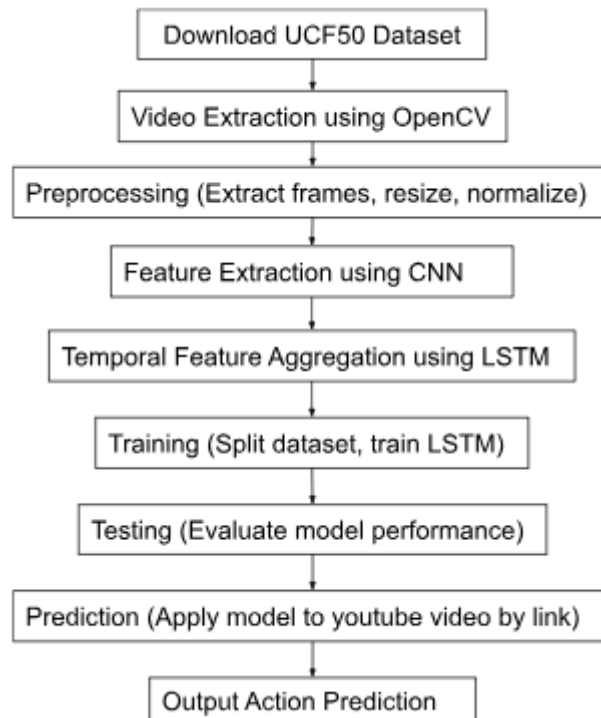 Download UCF50 Dataset
Video Extraction using OpenCV
Preprocessing (Extract frames, resize, normalize)
Feature Extraction using CNN
Temporal Feature Aggregation using LSTM
Training (Split dataset, train LSTM)
Testing (Evaluate model performance)
Prediction (Apply model to youtube video by link)
Output Action Prediction